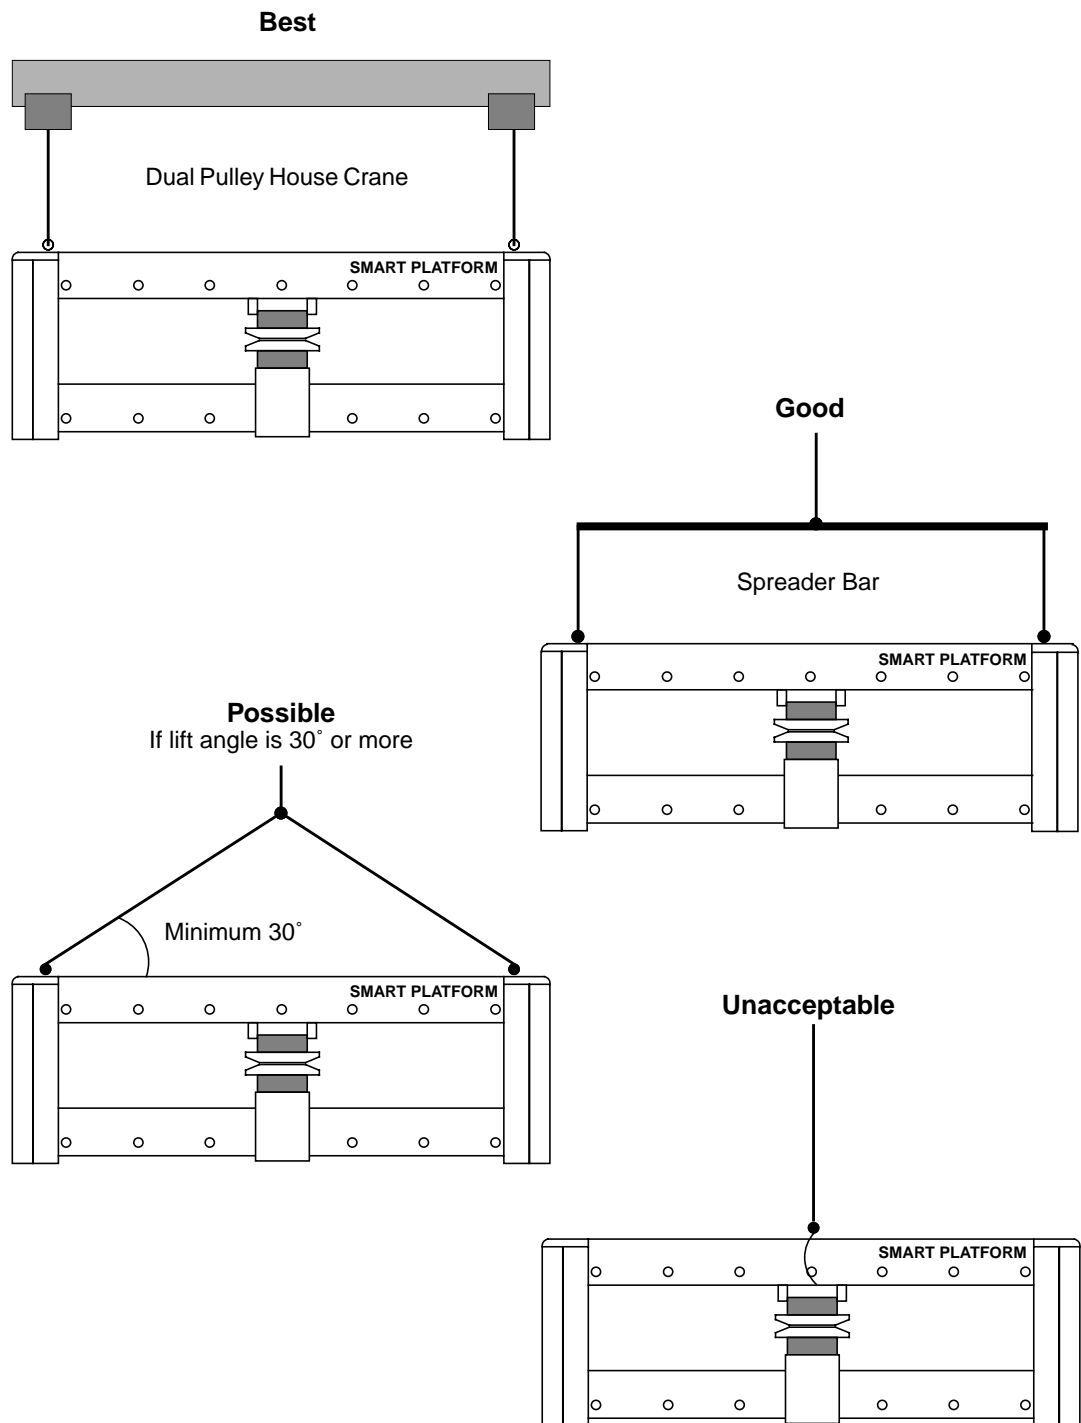 Best
Dual Pulley House Crane
SMART PLATFORM
Good
Spreader Bar
SMART PLATFORM
Possible
If lift angle is 30˚ or more
Minimum 30˚
SMART PLATFORM
Unacceptable
SMART PLATFORM